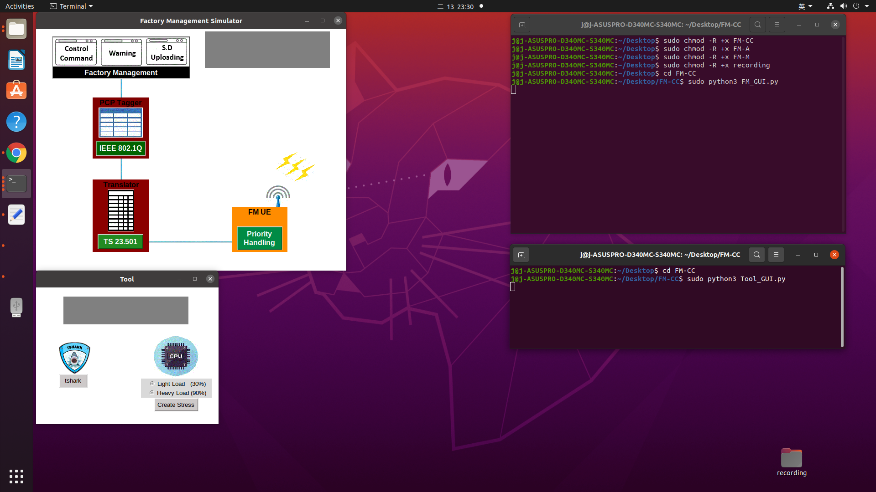 Activities
Terminal
二 13 23:30
英
Factory Management Simulator
Control
Command
Warning
S.D
Uploading
Factory Management
PCP Tagger
IEEE 802.1Q
Translator
TS 23.501
FM UE
Priority
Handling
Tool
tshark
CPU
Light Load (30%)
Heavy Load (90%)
Create Stress
j@j-ASUSPRO-D340MC-S340MC: ~/Desktop/FM-CC
j@j-ASUSPRO-D340MC-S340MC:~/Desktop$ sudo chmod -R +x FM-CC
j@j-ASUSPRO-D340MC-S340MC:~/Desktop$ sudo chmod -R +x FM-A
j@j-ASUSPRO-D340MC-S340MC:~/Desktop$ sudo chmod -R +x FM-M
j@j-ASUSPRO-D340MC-S340MC:~/Desktop$ sudo chmod -R +x recording
j@j-ASUSPRO-D340MC-S340MC:~/Desktop$ cd FM-CC
j@j-ASUSPRO-D340MC-S340MC:~/Desktop/FM-CC$ sudo python3 FM_GUI.py
j@j-ASUSPRO-D340MC-S340MC: ~/Desktop/FM-CC
j@j-ASUSPRO-D340MC-S340MC:~/Desktop$ cd FM-CC
j@j-ASUSPRO-D340MC-S340MC:~/Desktop/FM-CC$ sudo python3 Tool_GUI.py
recording